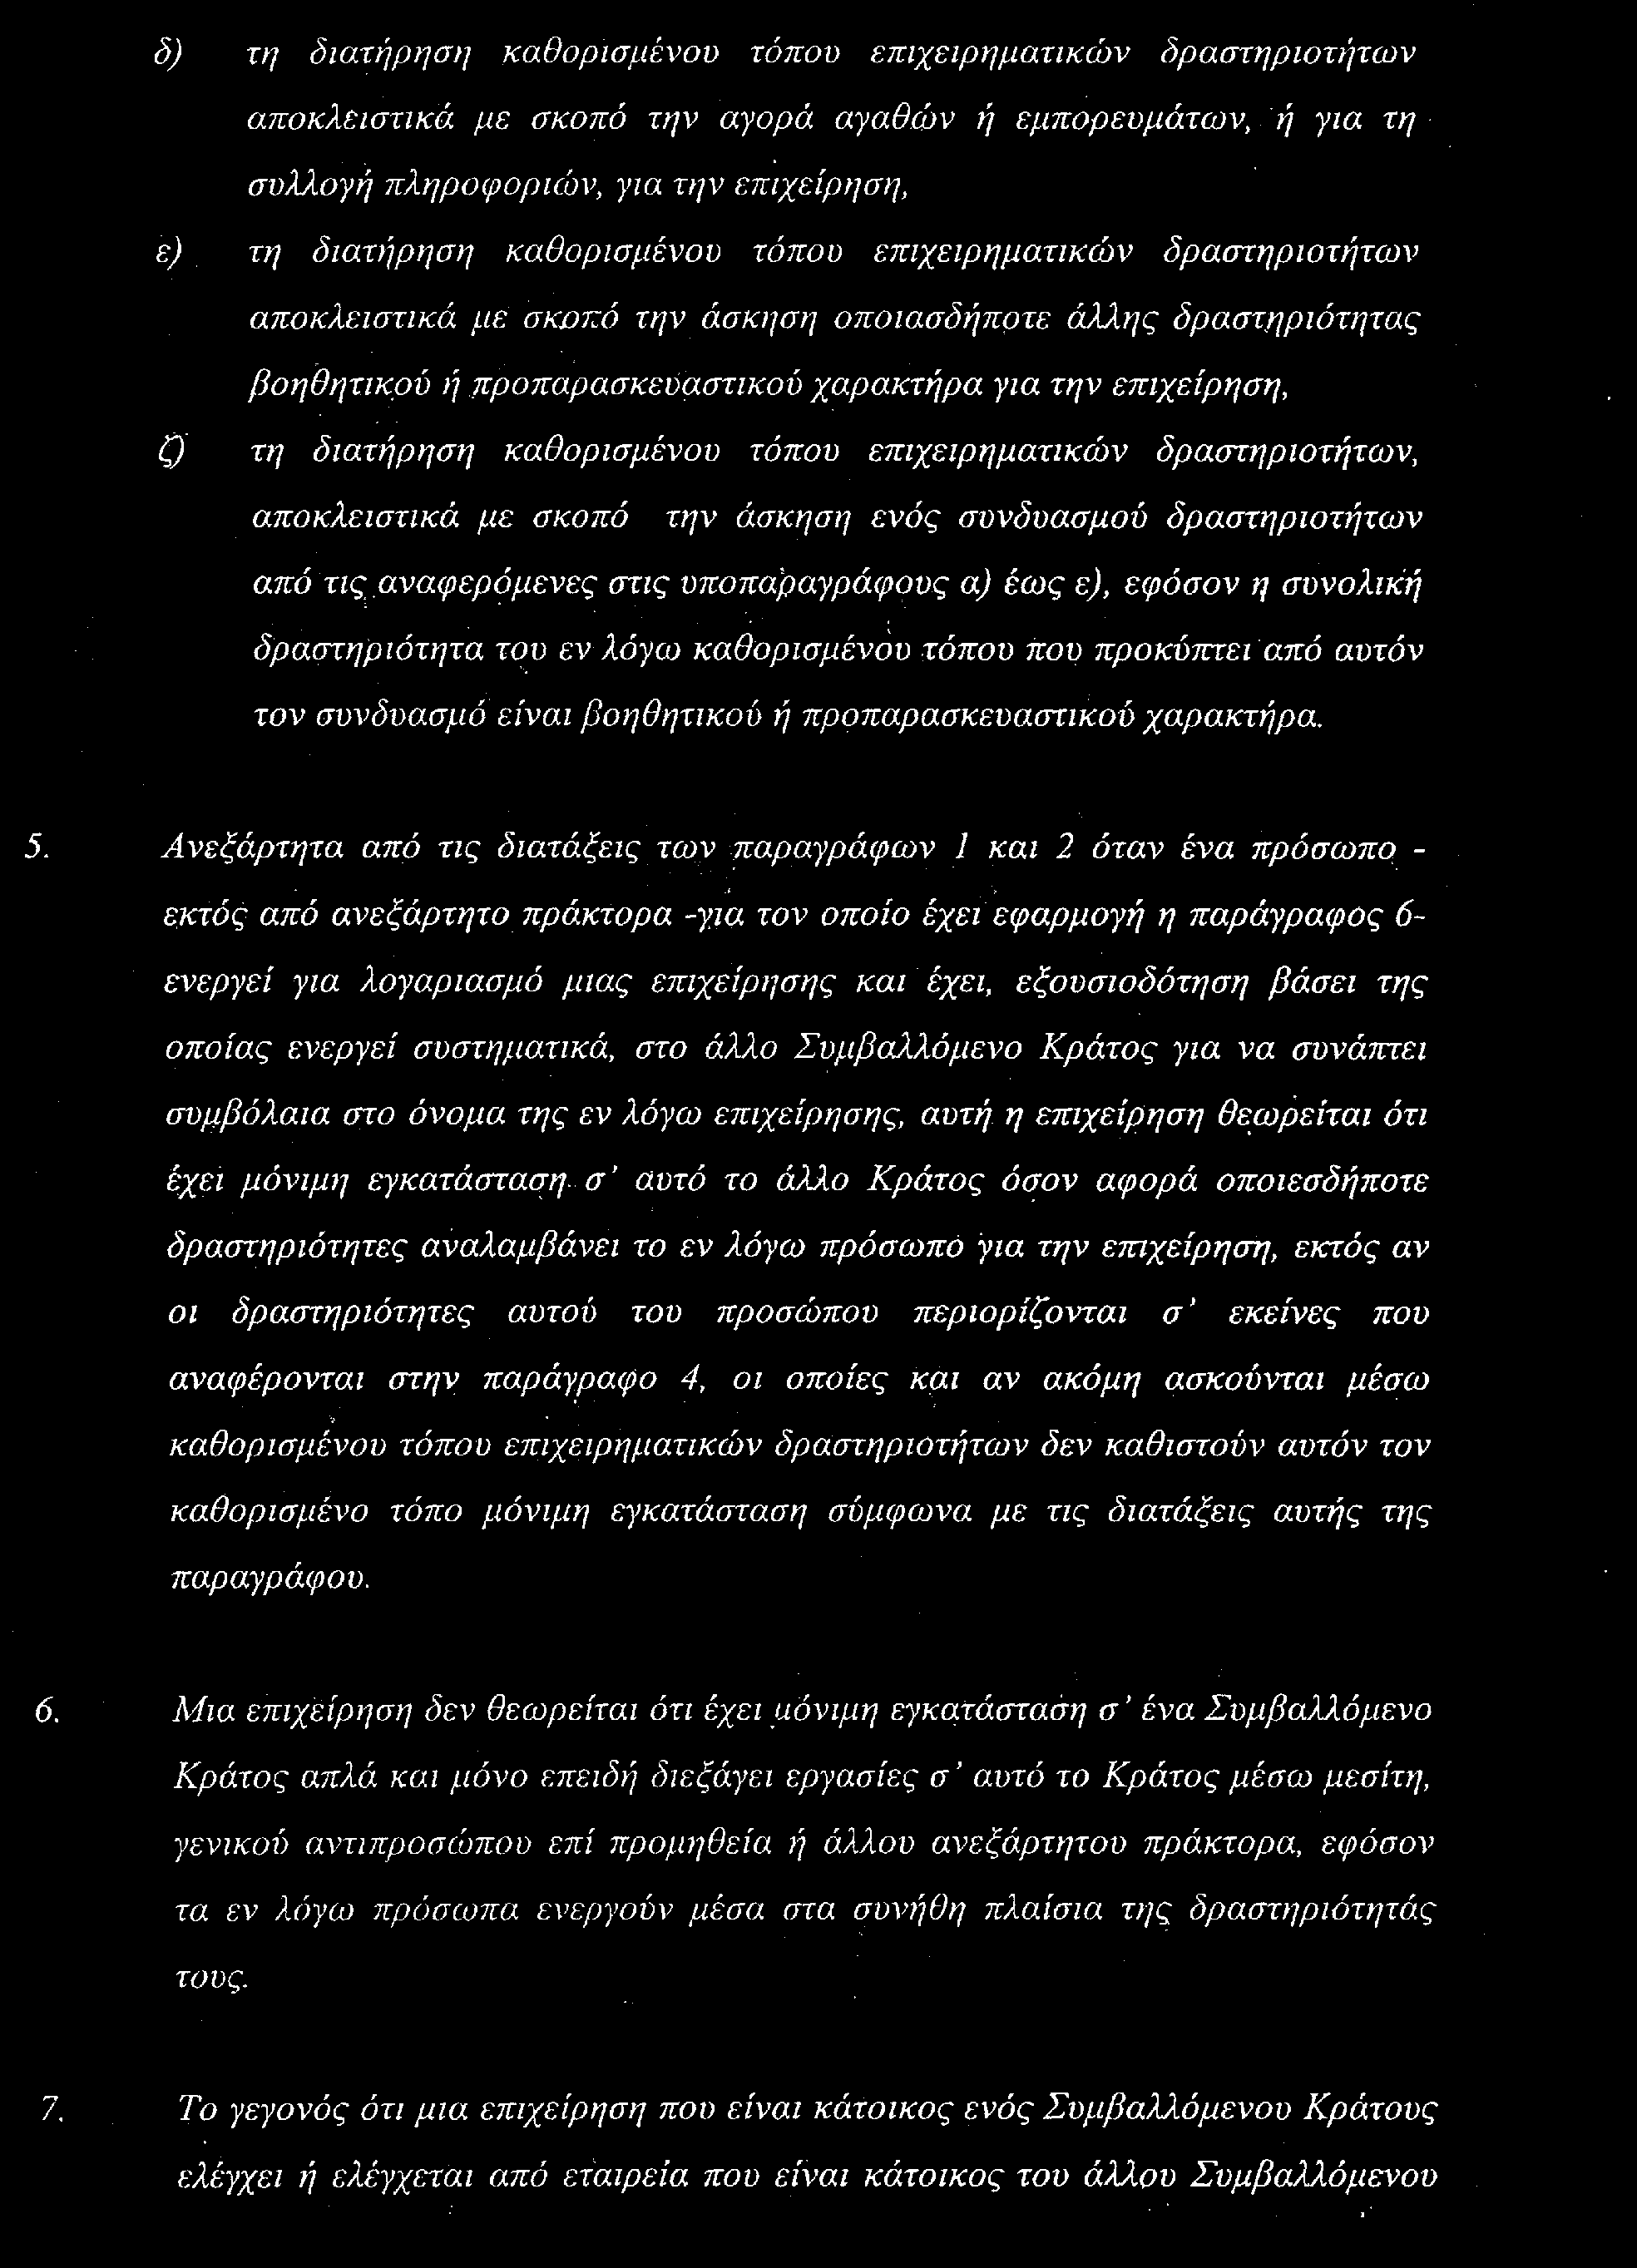 δ) τη διατήρηση καθορισμένου τόπου επιχειρηματικών δραστηριοτήτων
αποκλειστικά με σκοπό την αγορά αγαθών ή εμπορευμάτων, ή για τη
συλλογή πληροφοριών, για την επιχείρηση,
ε) τη διατήρηση καθορισμένου τόπου επιχειρηματικών δραστηριοτήτων
αποκλειστικά με σκοπό την άσκηση οποιασδήποτε άλλης δραστηριότητας
βοηθητικού ή προπαρασκευαστικού χαρακτήρα για την επιχείρηση,
ζ) τη διατήρηση καθορισμένου τόπου επιχειρηματικών δραστηριοτήτων,
αποκλειστικά με σκοπό την άσκηση ενός συνδυασμού δραστηριοτήτων
από τις αναφερόμενες στις υποπαραγράφους α) έως ε), εφόσον η συνολική
δραστηριότητα του εν λόγω καθορισμένου τόπου που προκύπτει από αυτόν
τον συνδυασμό είναι βοηθητικού ή προπαρασκευαστικού χαρακτήρα.
5. Ανεξάρτητα από τις διατάξεις των παραγράφων 1 και 2 όταν ένα πρόσωπο -
εκτός από ανεξάρτητο πράκτορα -για τον οποίο έχει εφαρμογή η παράγραφος 6-
ενεργεί για λογαριασμό μιας επιχείρησης και έχει, εξουσιοδότηση βάσει της
οποίας ενεργεί συστηματικά, στο άλλο Συμβαλλόμενο Κράτος για να συνάπτει
συμβόλαια στο όνομα της εν λόγω επιχείρησης, αυτή η επιχείρηση θεωρείται ότι
έχει μόνιμη εγκατάσταση σ’ αυτό το άλλο Κράτος όσον αφορά οποιεσδήποτε
δραστηριότητες αναλαμβάνει το εν λόγω πρόσωπο για την επιχείρηση, εκτός αν
οι δραστηριότητες αυτού του προσώπου περιορίζονται σ’ εκείνες που
αναφέρονται στην παράγραφο 4, οι οποίες και αν ακόμη ασκούνται μέσω
καθορισμένου τόπου επιχειρηματικών δραστηριοτήτων δεν καθιστούν αυτόν τον
καθορισμένο τόπο μόνιμη εγκατάσταση σύμφωνα με τις διατάξεις αυτής της
παραγράφου.
6. Μια επιχείρηση δεν θεωρείται ότι έχει μόνιμη εγκατάσταση σ’ ένα Συμβαλλόμενο
Κράτος απλά και μόνο επειδή διεξάγει εργασίες σ’ αυτό το Κράτος μέσω μεσίτη,
γενικού αντιπροσώπου επί προμηθεία ή άλλου ανεξάρτητου πράκτορα, εφόσον
τα εν λόγω πρόσωπα ενεργούν μέσα στα συνήθη πλαίσια της δραστηριότητάς
τους.
7. Το γεγονός ότι μια επιχείρηση που είναι κάτοικος ενός Συμβαλλόμενου Κράτους
ελέγχει ή ελέγχεται από εταιρεία που είναι κάτοικος του άλλου Συμβαλλόμενου